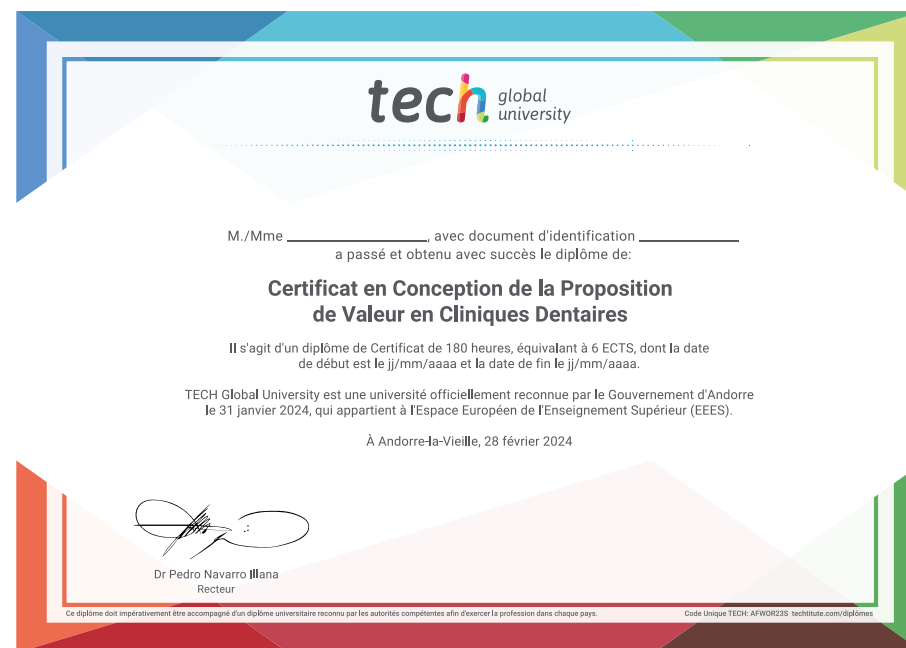 tech global
university
M./Mme ____________, avec document d'identification ____________
a passé et obtenu avec succès le diplôme de:
Certificat en Conception de la Proposition
de Valeur en Cliniques Dentaires
Il s'agit d'un diplôme de Certificat de 180 heures, équivalant à 6 ECTS, dont la date
de début est le jj/mm/aaaa et la date de fin le jj/mm/aaaa.
TECH Global University est une université officiellement reconnue par le Gouvernement d'Andorre
le 31 janvier 2024, qui appartient à l'Espace Européen de l'Enseignement Supérieur (EEES).
À Andorre-la-Vieille, 28 février 2024
Dr Pedro Navarro Illana
Recteur
Ce diplôme doit impérativement être accompagné d'un diplôme universitaire reconnu par les autorités compétentes afin d'exercer la profession dans chaque pays.
Code Unique TECH: AFWOR23S techtitute.com/diplômes